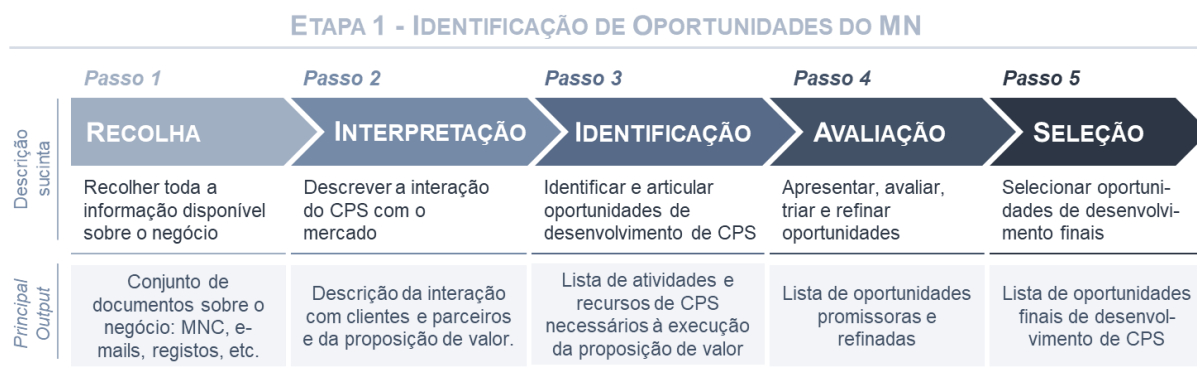 ETAPA 1 - IDENTIFICAÇÃO DE OPORTUNIDADES DO MN
Passo 1
Passo 2
Passo 3
Passo 4
Passo 5
RECOLHA
INTERPRETAÇÃO
IDENTIFICAÇÃO
AVALIAÇÃO
SELEÇÃO
Descrição
sucinta
Recolher toda a
informação disponível
sobre o negócio
Descrever a interação
do CPS com o
mercado
Identificar e articular
oportunidades de
desenvolvimento de CPS
Apresentar, avaliar,
triar e refinar
oportunidades
Selecionar oportuni-
dades de desenvolvi-
mento finais
Principal
Output
Conjunto de
documentos sobre o
negócio: MNC, e-
mails, registos, etc.
Descrição da interação
com clientes e parceiros
e da proposição de valor.
Lista de atividades e
recursos de CPS
necessários à execução
da proposição de valor
Lista de oportunidades
promissoras e
refinadas
Lista de oportunidades
finais de desenvol-
vimento de CPS